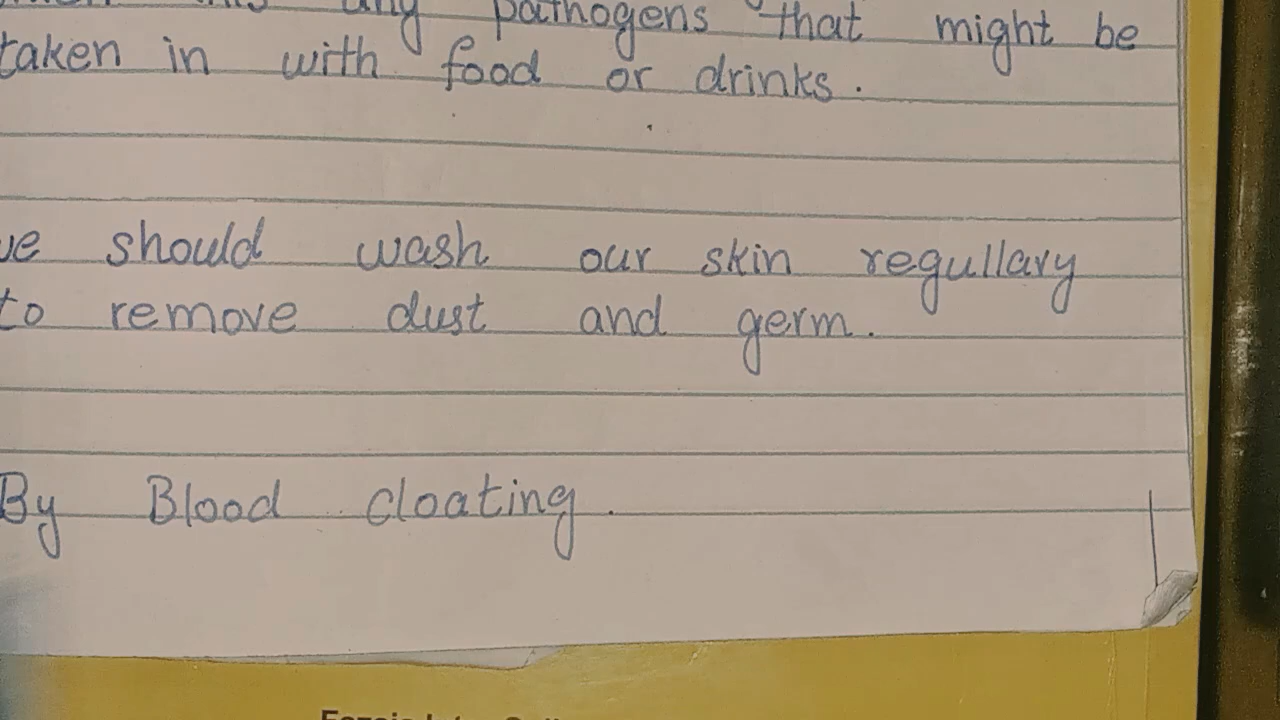 any pathogens that might be
taken in with food or drinks.
should wash our skin regullary
to remove dust and germ.
By Blood cloating.